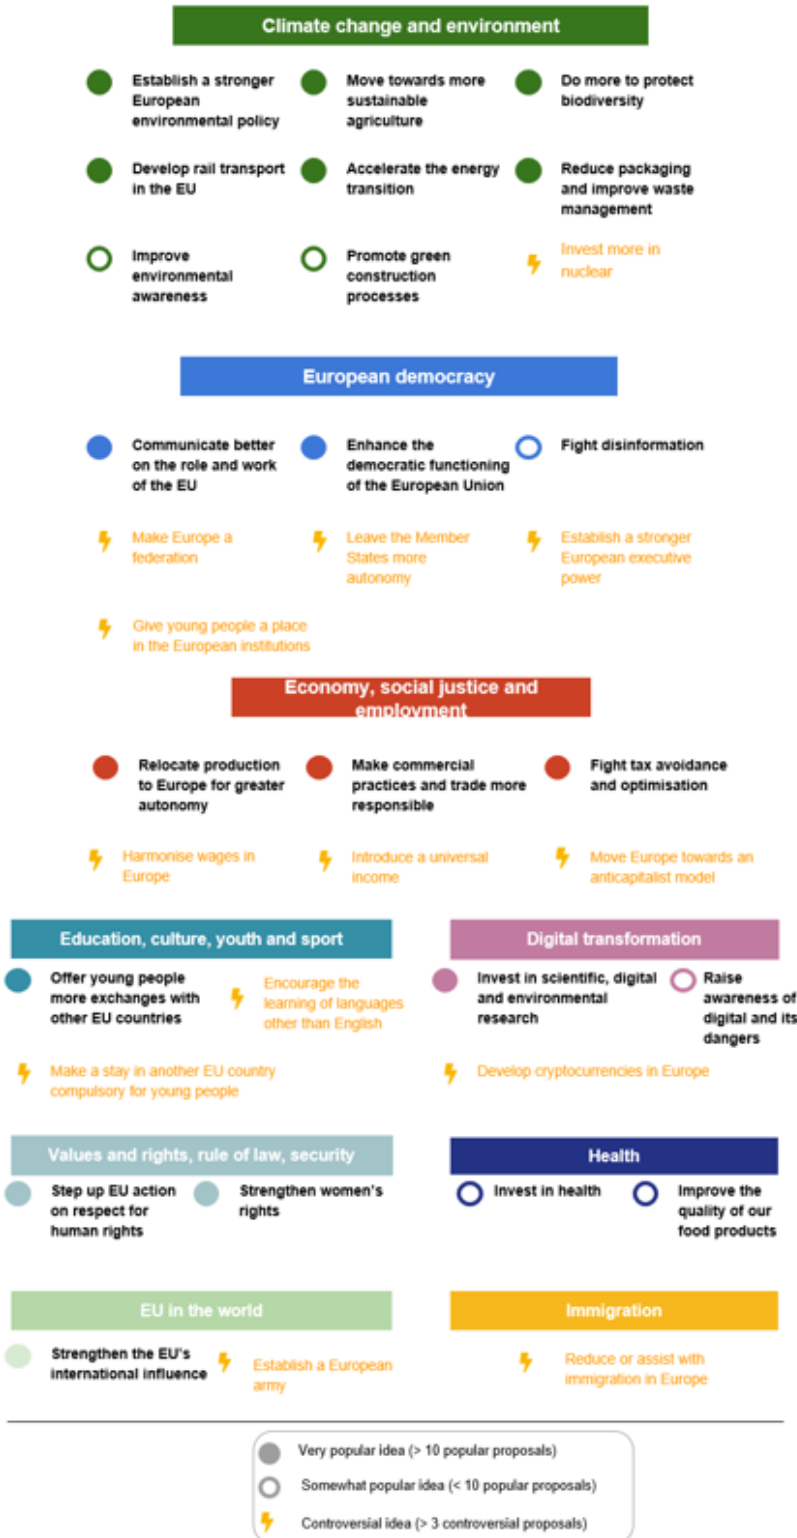 Climate change and environment
Establish a stronger
European
environmental policy
Move towards more
sustainable
agriculture
Do more to protect
biodiversity
Develop rail transport
in the EU
Accelerate the energy
transition
Reduce packaging
and improve waste
management
Improve
environmental
awareness
Promote green
construction
processes
Invest more in
nuclear
European democracy
Communicate better
on the role and work
of the EU
Enhance the
democratic functioning
of the European Union
Fight disinformation
Make Europe a
federation
Leave the Member
States more
autonomy
Establish a stronger
European executive
power
Give young people a place
in the European institutions
Economy, social justice and
employment
Relocate production
to Europe for greater
autonomy
Make commercial
practices and trade more
responsible
Fight tax avoidance
and optimisation
Harmonise wages in
Europe
Introduce a universal
income
Move Europe towards an
anticapitalist model
Education, culture, youth and sport
Offer young people
more exchanges with
other EU countries
Encourage the
learning of languages
other than English
Make a stay in another EU country
compulsory for young people
Digital transformation
Invest in scientific, digital
and environmental
research
Raise
awareness of
digital and its
dangers
Develop cryptocurrencies in Europe
Values and rights, rule of law, security
Step up EU action
on respect for
human rights
Strengthen women's
rights
Health
Invest in health
Improve the
quality of our
food products
EU in the world
Strengthen the EU's
international influence
Establish a European
army
Immigration
Reduce or assist with
immigration in Europe
Very popular idea (> 10 popular proposals)
Somewhat popular idea (< 10 popular proposals)
Controversial idea (> 3 controversial proposals)